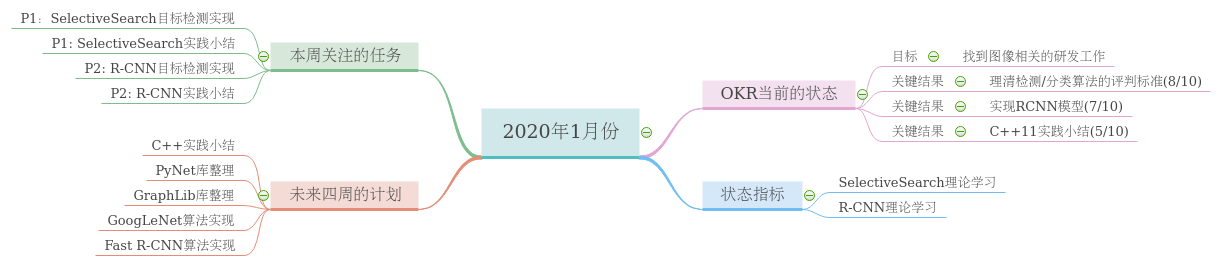 2020年1月份
本周关注的任务
P1：SelectiveSearch目标检测实现
P1: SelectiveSearch实践小结
P2: R-CNN目标检测实现
P2: R-CNN实践小结
未来四周的计划
C++实践小结
PyNet库整理
GraphLib库整理
GoogLeNet算法实现
Fast R-CNN算法实现
OKR当前的状态
目标 找到图像相关的研发工作
关键结果 理清检测/分类算法的评判标准(8/10)
关键结果 实现RCNN模型(7/10)
关键结果 C++11实践小结(5/10)
状态指标
SelectiveSearch理论学习
R-CNN理论学习